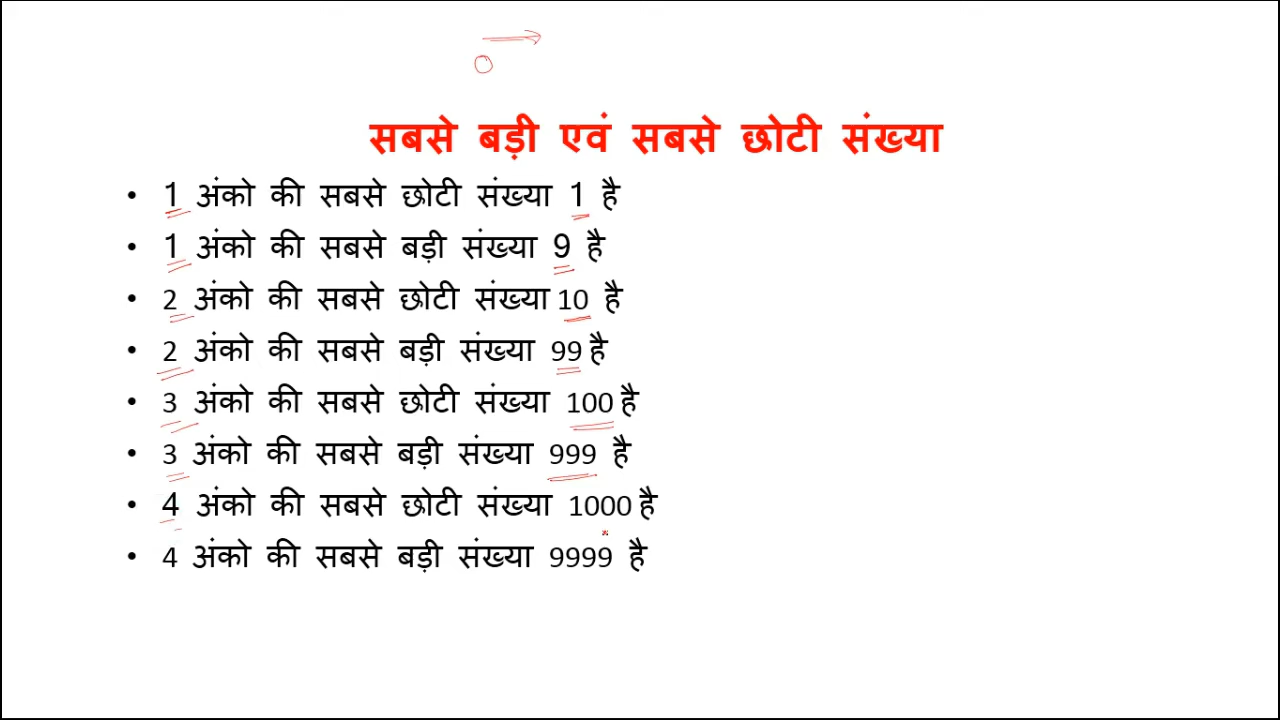 सबसे बड़ी एवं सबसे छोटी संख्या
• 1 अंको की सबसे छोटी संख्या 1 है
• 1 अंको की सबसे बड़ी संख्या 9 है
• 2 अंको की सबसे छोटी संख्या 10 है
• 2 अंको की सबसे बड़ी संख्या 99 है
• 3 अंको की सबसे छोटी संख्या 100 है
• 3 अंको की सबसे बड़ी संख्या 999 है
• 4 अंको की सबसे छोटी संख्या 1000 है
• 4 अंको की सबसे बड़ी संख्या 9999 है